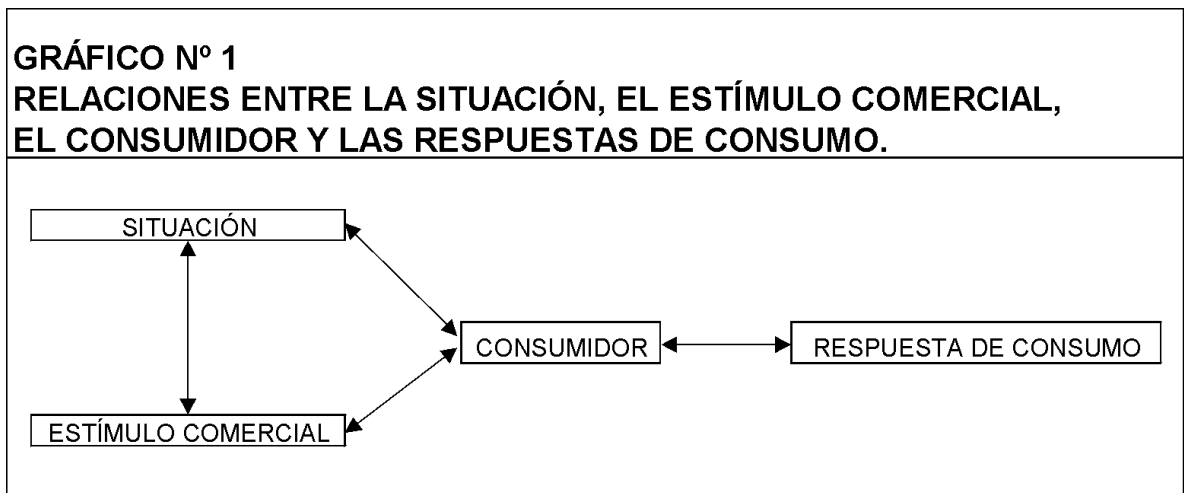 GRÁFICO Nº 1
RELACIONES ENTRE LA SITUACIÓN, EL ESTÍMULO COMERCIAL,
EL CONSUMIDOR Y LAS RESPUESTAS DE CONSUMO.
SITUACIÓN
CONSUMIDOR
RESPUESTA DE CONSUMO
ESTÍMULO COMERCIAL